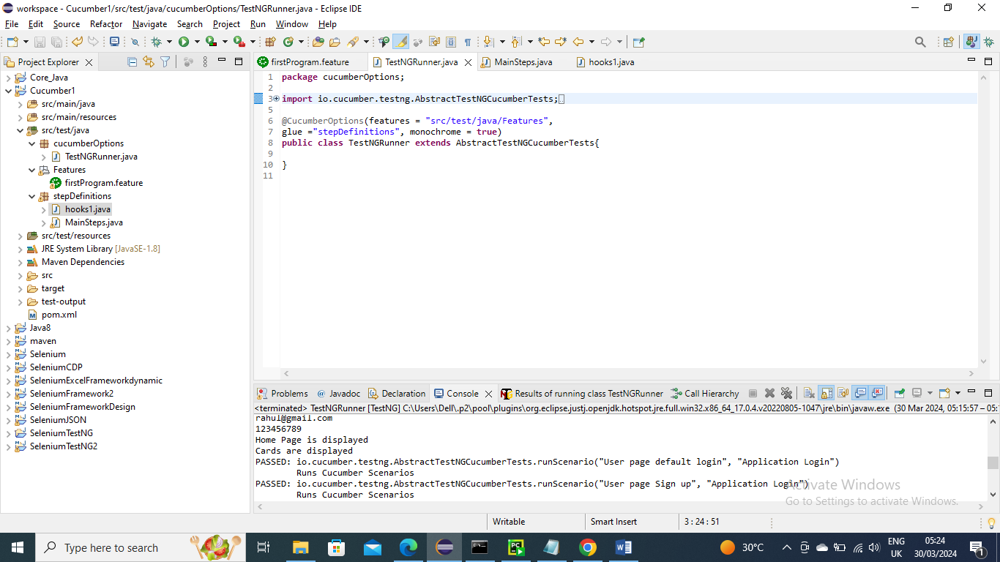 workspace - Cucumber1/src/test/java/cucumberOptions/TestNGRunner.java - Eclipse IDE
File Edit Source Refactor Navigate Search Project Run Window Help
Project Explorer
firstProgram.feature TestNGRunner.java MainSteps.java hooks1.java
Core_Java
Cucumber1
src/main/java
src/main/resources
src/test/java
cucumberOptions
TestNGRunner.java
Features
firstProgram.feature
stepDefinitions
hooks1.java
MainSteps.java
src/test/resources
JRE System Library [JavaSE-1.8]
Maven Dependencies
src
target
test-output
pom.xml
Java8
maven
Selenium
SeleniumCDP
SeleniumExcelFrameworkdynamic
SeleniumFramework2
SeleniumFrameworkDesign
SeleniumJSON
SeleniumTestNG
SeleniumTestNG2
1 package cucumberOptions;
2
3 import io.cucumber.testng.AbstractTestNGCucumberTests;
5
6 @CucumberOptions(features = "src/test/java/Features",
7 glue ="stepDefinitions", monochrome = true)
8 public class TestNGRunner extends AbstractTestNGCucumberTests{
9
10 }
11
Problems @ Javadoc Declaration Console Results of running class TestNGRunner Call Hierarchy
<terminated> TestNGRunner [TestNG] C:\Users\Dell\.p2\pool\plugins\org.eclipse.justj.openjdk.hotspot.jre.full.win32.x86_64_17.0.4.v20220805-1047\jre\bin\javaw.exe (30 Mar 2024, 05:15:57 – 05:
rahul@gmail.com
123456789
Home Page is displayed
Cards are displayed
PASSED: io.cucumber.testng.AbstractTestNGCucumberTests.runScenario("User page default login", "Application Login")
Runs Cucumber Scenarios
PASSED: io.cucumber.testng.AbstractTestNGCucumberTests.runScenario("User page Sign up", "Application Login")
Runs Cucumber Scenarios
Activate Windows
Go to Settings to activate Windows.
Writable Smart Insert 3 : 24 : 51
Type here to search
30°C
ENG
UK
05:24
30/03/2024
1